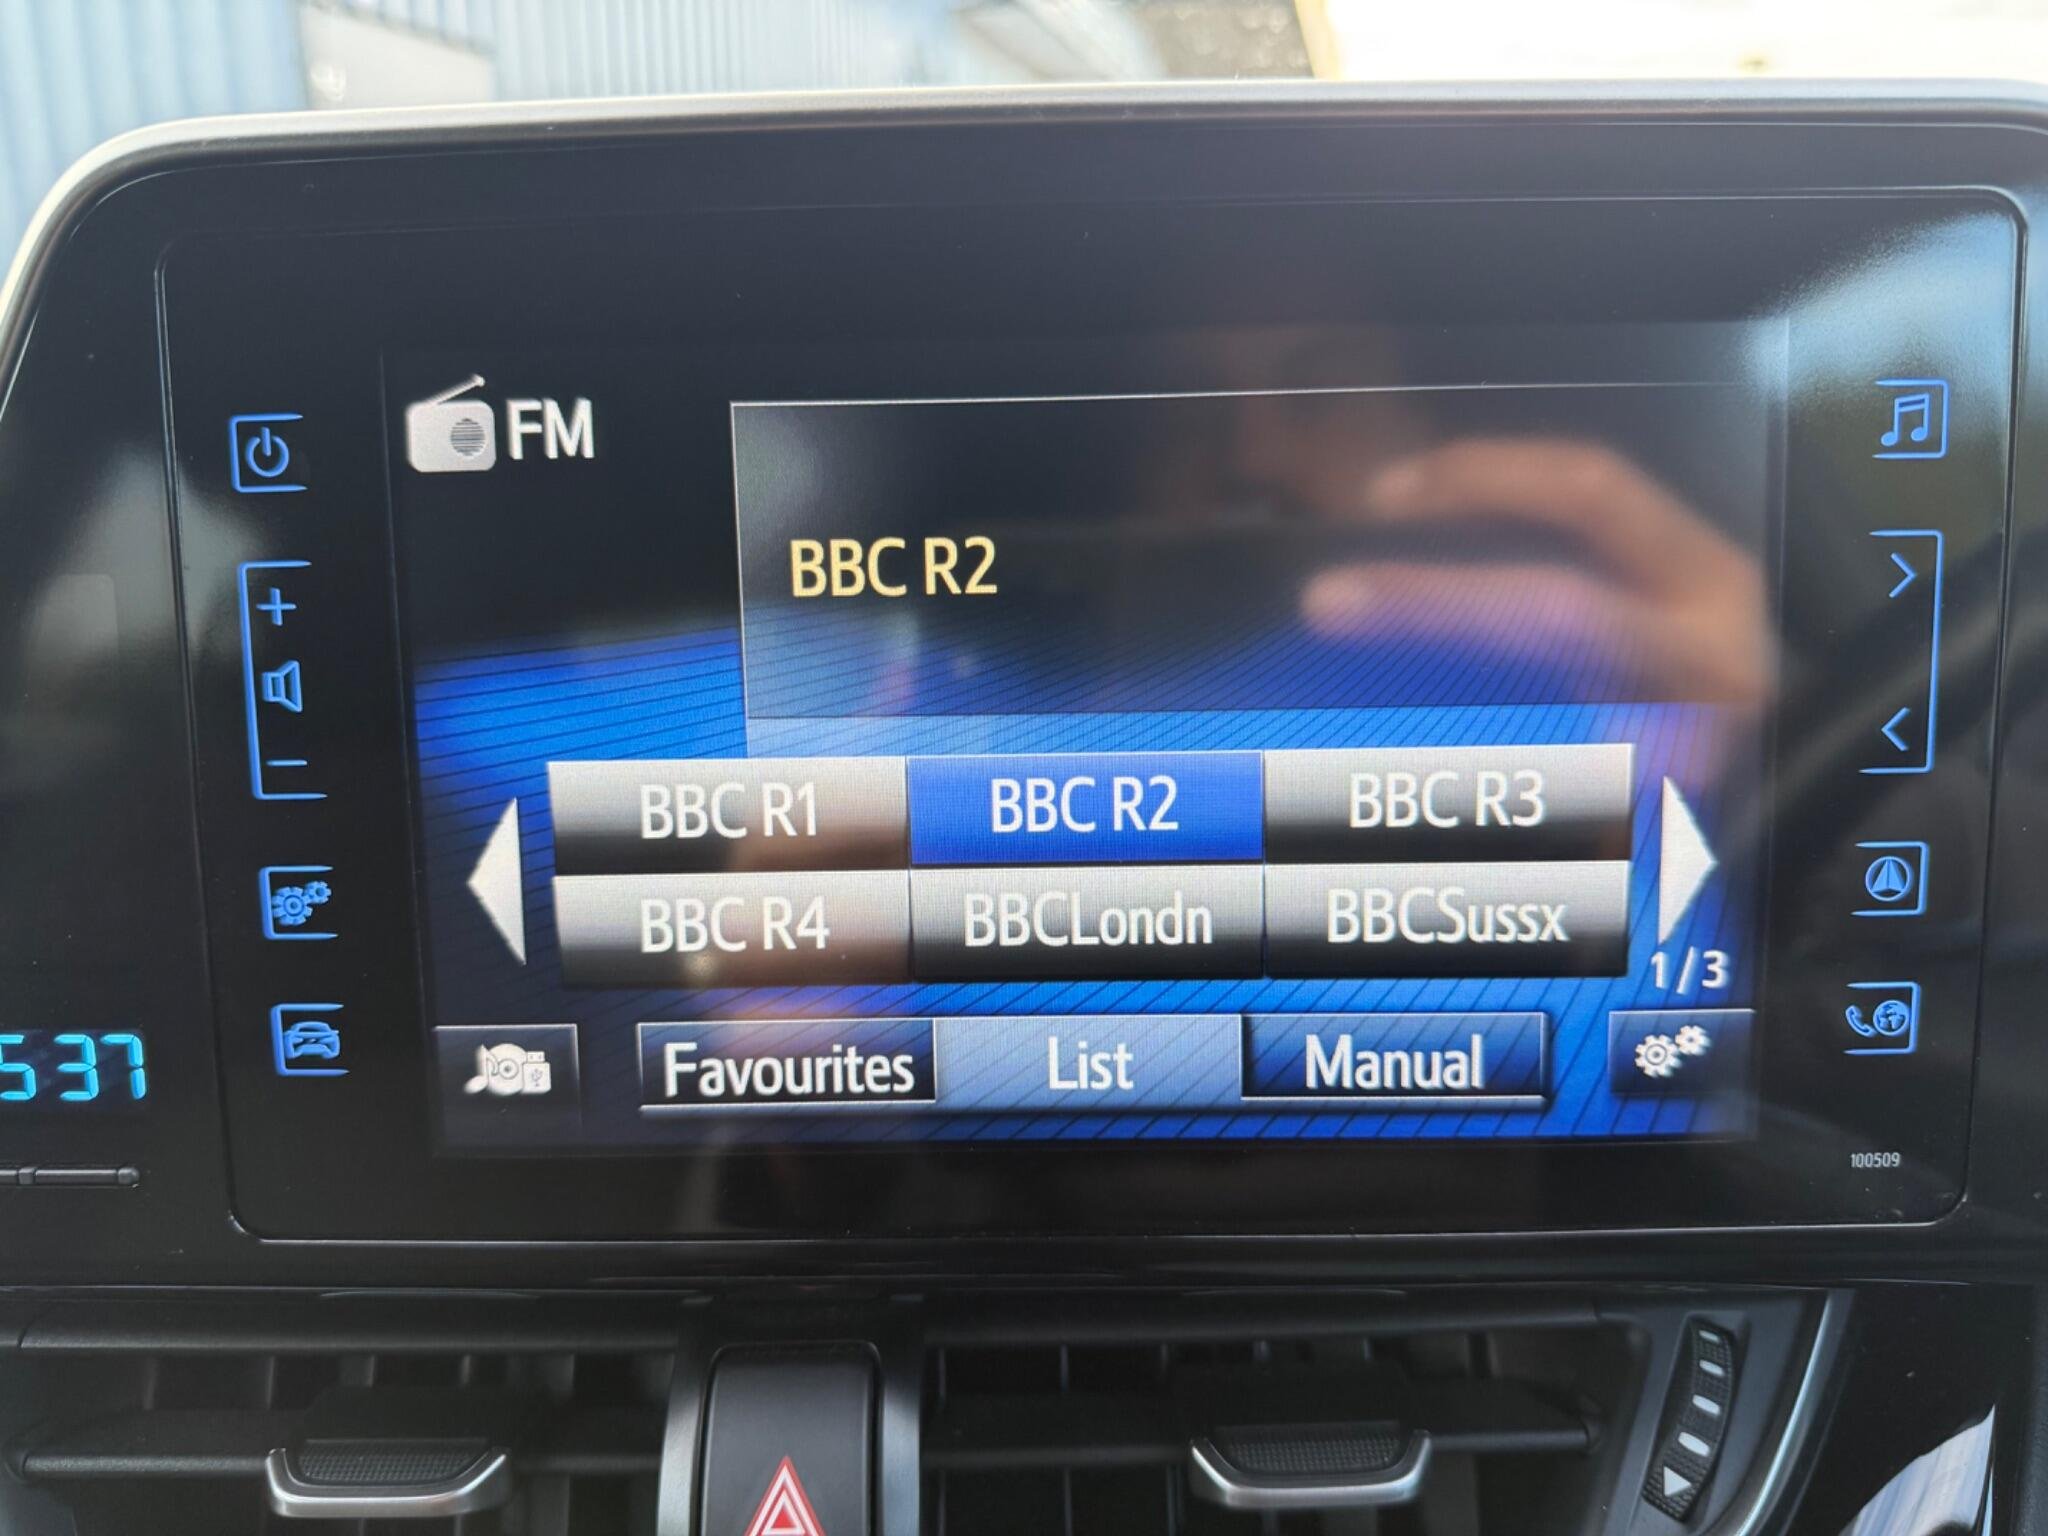 FM
BBC R2
BBC R1 BBC R2 BBC R3
BBC R4 BBCLondn BBCSussx
1/3
Favourites List Manual
537
100509